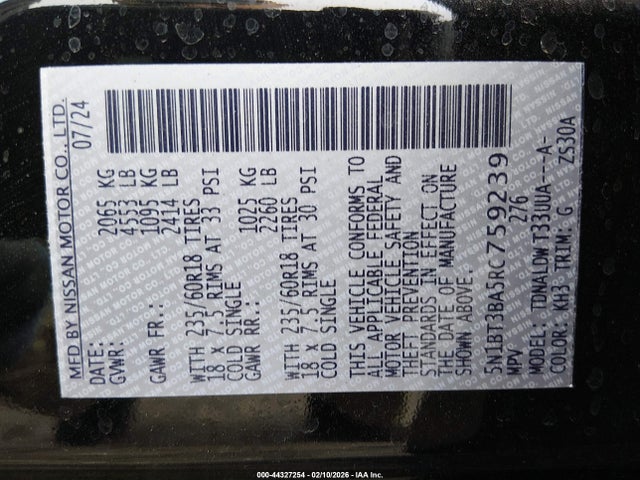 MFD BY NISSAN MOTOR CO., LTD.
DATE: 07/24
GVWR: 2065 KG
4553 LB
GAWR FR.: 1095 KG
2414 LB
WITH 235/60R18 TIRES
18 x 7.5 RIMS AT 33 PSI
COLD SINGLE
GAWR RR.: 1025 KG
2260 LB
WITH 235/60R18 TIRES
18 x 7.5 RIMS AT 30 PSI
COLD SINGLE
THIS VEHICLE CONFORMS TO
ALL APPLICABLE FEDERAL
MOTOR VEHICLE SAFETY AND
THEFT PREVENTION
STANDARDS IN EFFECT ON
THE DATE OF MANUFACTURE
SHOWN ABOVE.
5N1BT3BA5RC759239
MPV 276
MODEL: TDNALDW T33UUA---A-
COLOR: KH3 TRIM: G ZS30A
000-44327254 - 02/10/2026 - IAA Inc.